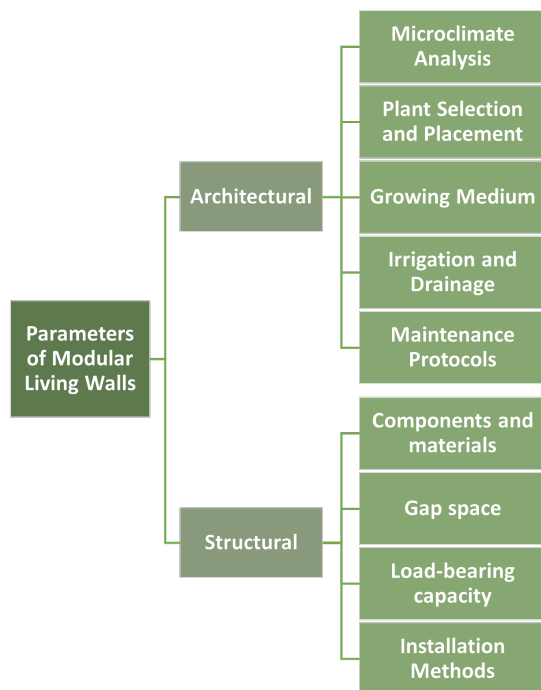 Parameters
of Modular
Living Walls
Architectural
Microclimate
Analysis
Plant Selection
and Placement
Growing Medium
Irrigation and
Drainage
Maintenance
Protocols
Structural
Components and
materials
Gap space
Load-bearing
capacity
Installation
Methods